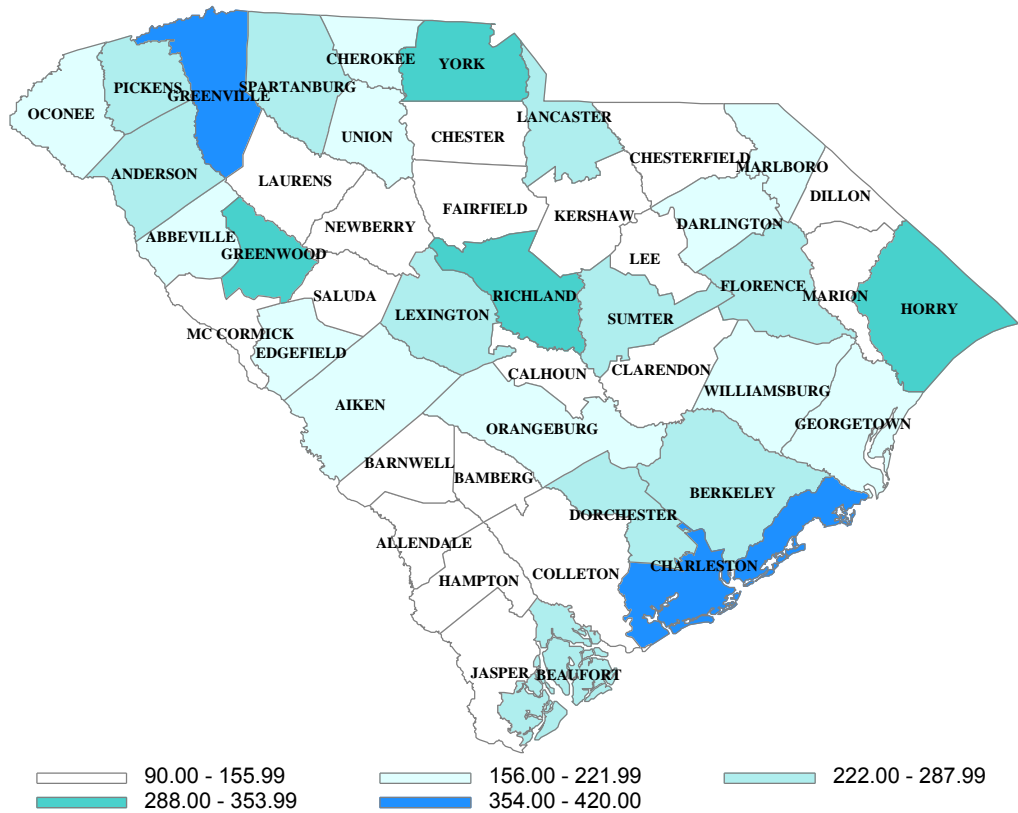 CHEROKEE
YORK
OCONEE
PICKENS
GREENVILLE
SPARTANBURG
UNION
CHESTER
LANCASTER
CHESTERFIELD
MARLBORO
DILLON
ANDERSON
LAURENS
NEWBERRY
FAIRFIELD
KERSHAW
DARLINGTON
ABBEVILLE
GREENWOOD
LEE
SALUDA
LEXINGTON
RICHLAND
SUMTER
FLORENCE
MARION
HORRY
MC CORMICK
EDGEFIELD
CALHOUN
CLARENDON
WILLIAMSBURG
AIKEN
ORANGEBURG
GEORGETOWN
BARNWELL
BAMBERG
BERKELEY
DORCHESTER
ALLENDALE
HAMPTON
COLLETON
CHARLESTON
JASPER
BEAUFORT
90.00 - 155.99
156.00 - 221.99
222.00 - 287.99
288.00 - 353.99
354.00 - 420.00